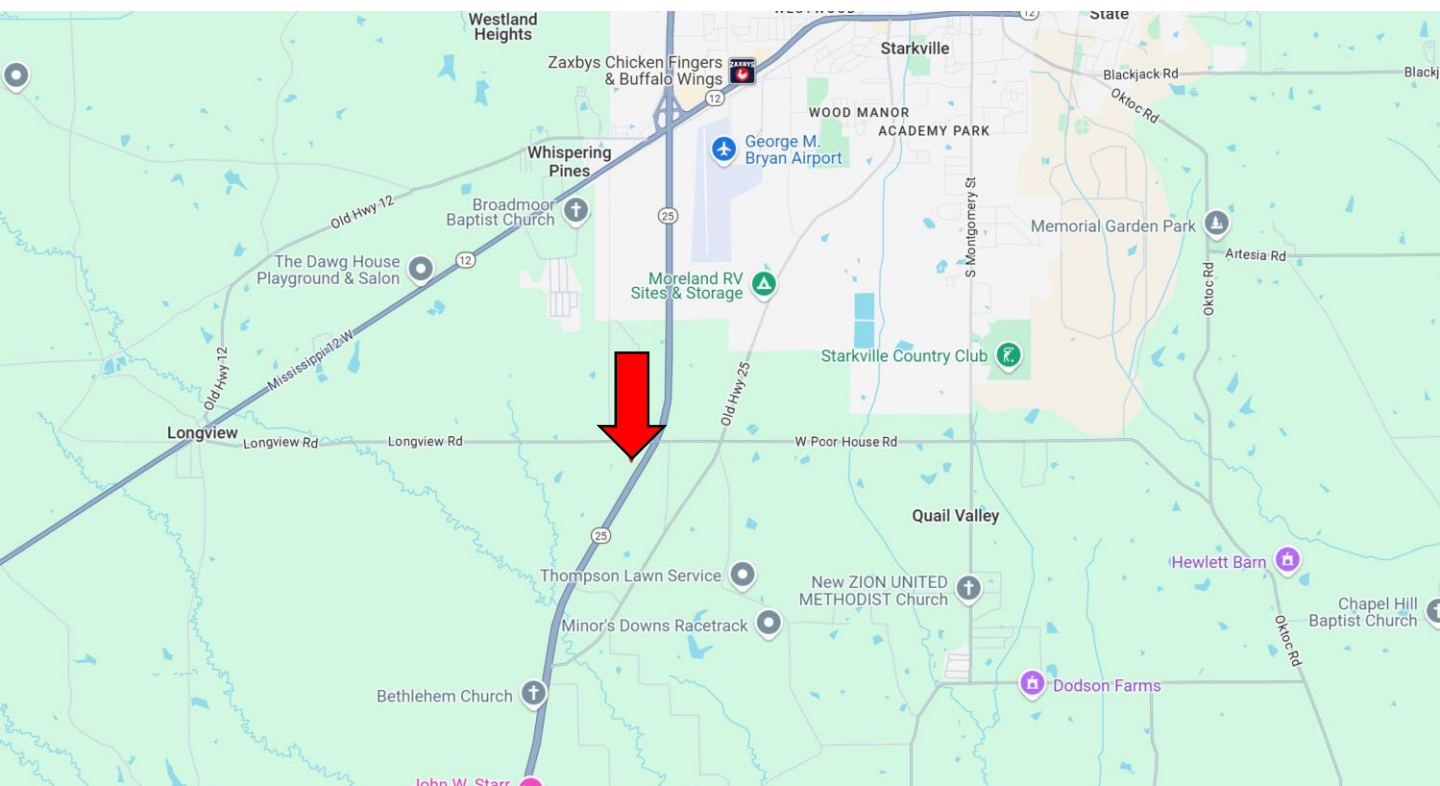 Westland
Heights
State
12
Starkville
Zaxbys Chicken Fingers
& Buffalo Wings
ZAXBYS
Blackjack Rd
Blackj
12
Oktoc Rd
WOOD MANOR
ACADEMY PARK
George M.
Bryan Airport
Whispering
Pines
Old Hwy 12
Broadmoor
Baptist Church
25
S Montgomery St
Memorial Garden Park
Artesia Rd
The Dawg House
Playground & Salon
12
Moreland RV
Sites & Storage
Oktoc Rd
Mississippi 12 W
Old Hwy 12
Starkville Country Club
Old Hwy 25
Longview
Longview Rd
Longview Rd
W Poor House Rd
Quail Valley
25
Hewlett Barn
Thompson Lawn Service
New ZION UNITED
METHODIST Church
Chapel Hill
Baptist Church
Minor's Downs Racetrack
Oktoc Rd
Bethlehem Church
Dodson Farms
John W. Starr